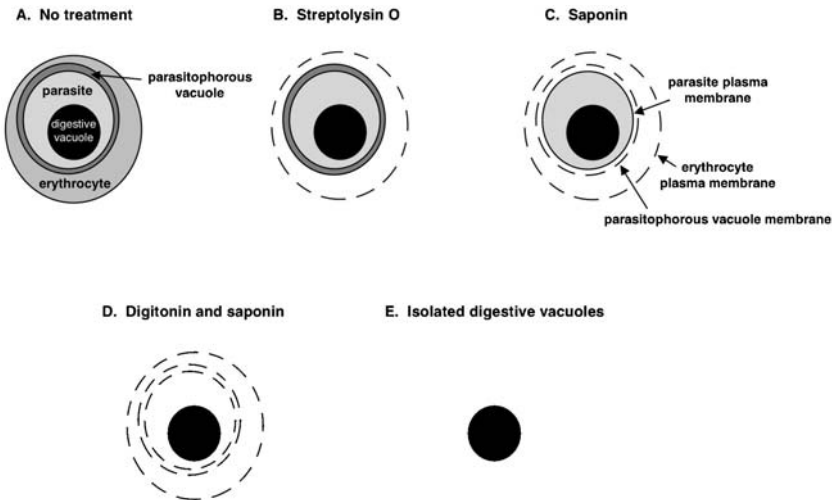 A. No treatment
B. Streptolysin O
C. Saponin
parasitophorous
vacuole
parasite
digestive
vacuole
erythrocyte
parasite plasma
membrane
erythrocyte
plasma membrane
parasitophorous vacuole membrane
D. Digitonin and saponin
E. Isolated digestive vacuoles